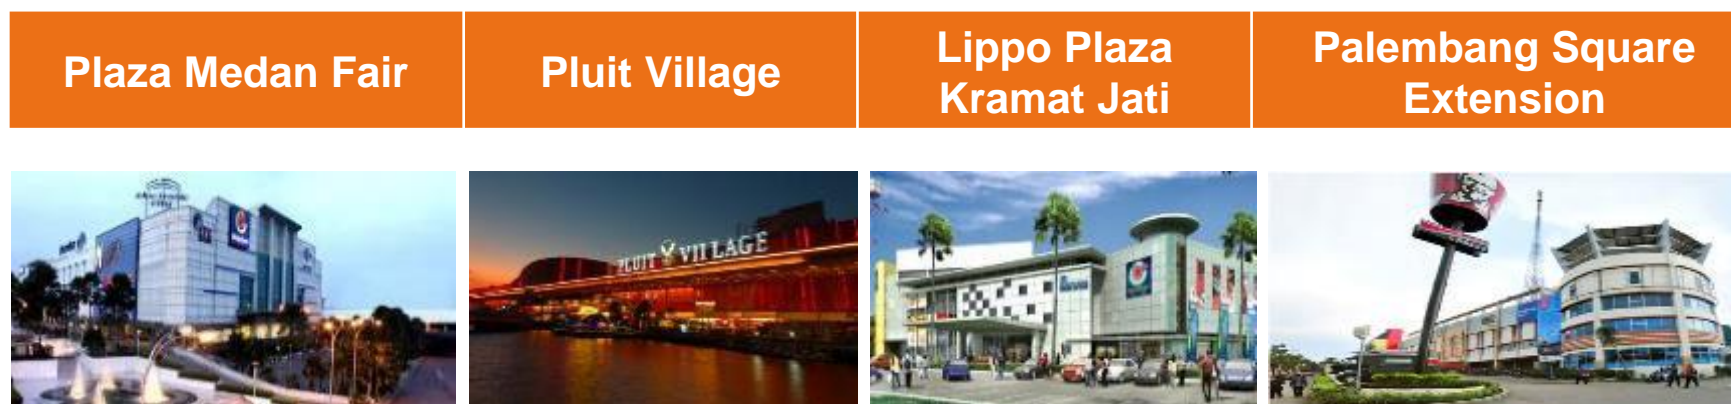 Plaza Medan Fair
Pluit Village
Lippo Plaza
Kramat Jati
Palembang Square
Extension
PLUIT VILLAGE